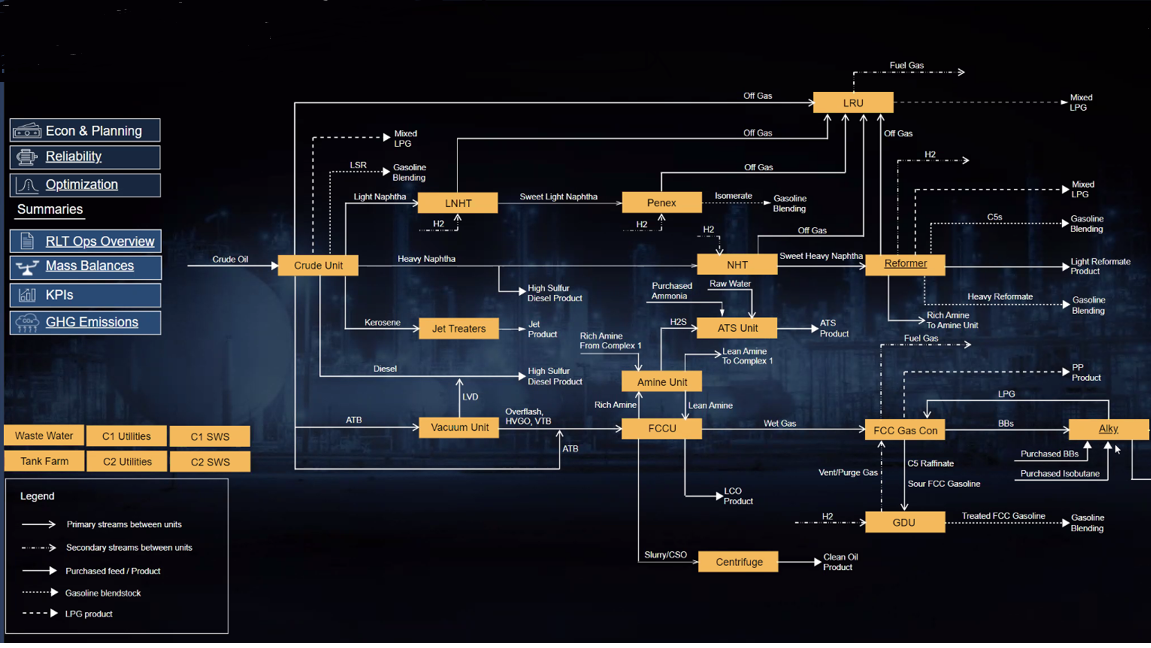 Econ & Planning
Reliability
Optimization
Summaries
RLT Ops Overview
Mass Balances
KPIs
GHG Emissions
Waste Water
C1 Utilities
C1 SWS
Tank Farm
C2 Utilities
C2 SWS
Legend
Primary streams between units
Secondary streams between units
Purchased feed / Product
Gasoline blendstock
LPG product
Crude Oil
Crude Unit
Mixed
LPG
LSR
Gasoline
Blending
Light Naphtha
LNHT
H2
Off Gas
Off Gas
Off Gas
Sweet Light Naphtha
Penex
H2
Isomerate
Gasoline
Blending
LRU
Fuel Gas
Mixed
LPG
Off Gas
H2
Mixed
LPG
C5s
Gasoline
Blending
Heavy Naphtha
High Sulfur
Diesel Product
H2
NHT
Off Gas
Sweet Heavy Naphtha
Reformer
Light Reformate
Product
Heavy Reformate
Gasoline
Blending
Rich Amine
To Amine Unit
Kerosene
Jet Treaters
Jet
Product
Purchased
Ammonia
Raw Water
H2S
ATS Unit
ATS
Product
Rich Amine
From Complex 1
Lean Amine
To Complex 1
Amine Unit
Rich Amine
Lean Amine
Diesel
High Sulfur
Diesel Product
LVD
ATB
Vacuum Unit
Overflash,
HVGO, VTB
ATB
FCCU
Wet Gas
FCC Gas Con
Fuel Gas
PP
Product
LPG
BBs
Alky
Purchased BBs
Purchased Isobutane
Vent/Purge Gas
C5 Raffinate
Sour FCC Gasoline
LCO
Product
H2
GDU
Treated FCC Gasoline
Gasoline
Blending
Slurry/CSO
Centrifuge
Clean Oil
Product